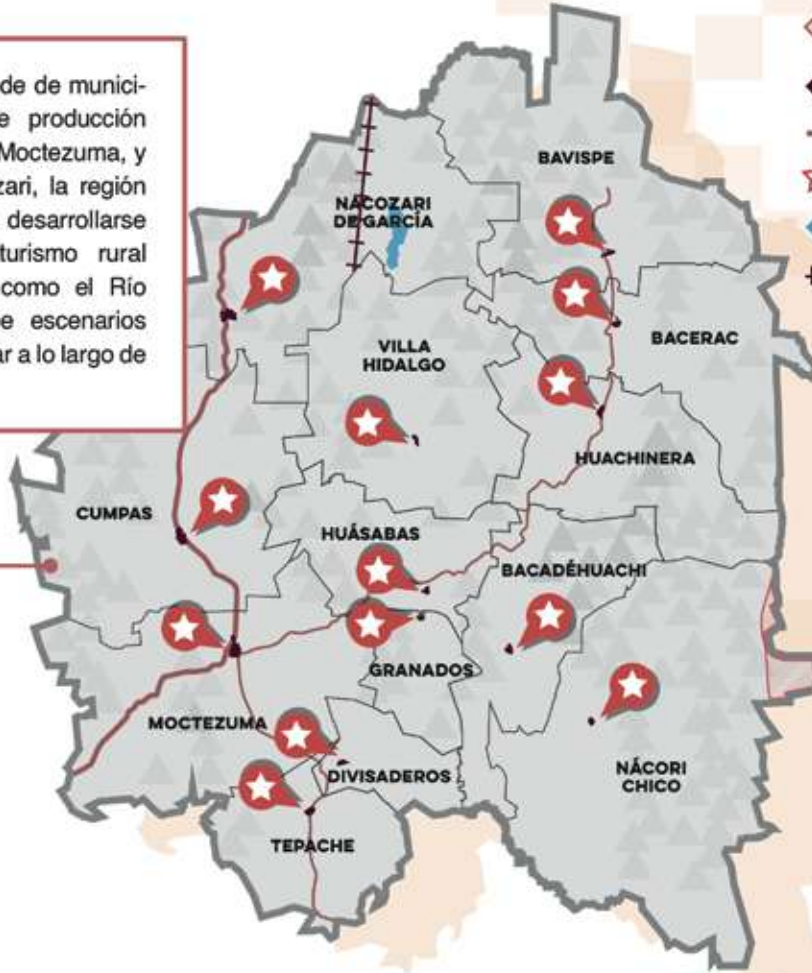 de de munici-
e producción
Moctezuma, y
zari, la región
desarrollarse
turismo rural
como el Río
e escenarios
ar a lo largo de
BAVISPE
NÁCOZARI
DE GARCÍA
BACERAC
VILLA
HIDALGO
HUACHINERA
CUMPAS
HUÁSABAS
BACADÉHUACHI
GRANADOS
MOCTEZUMA
DIVISADEROS
NÁCORI
CHICO
TEPACHE